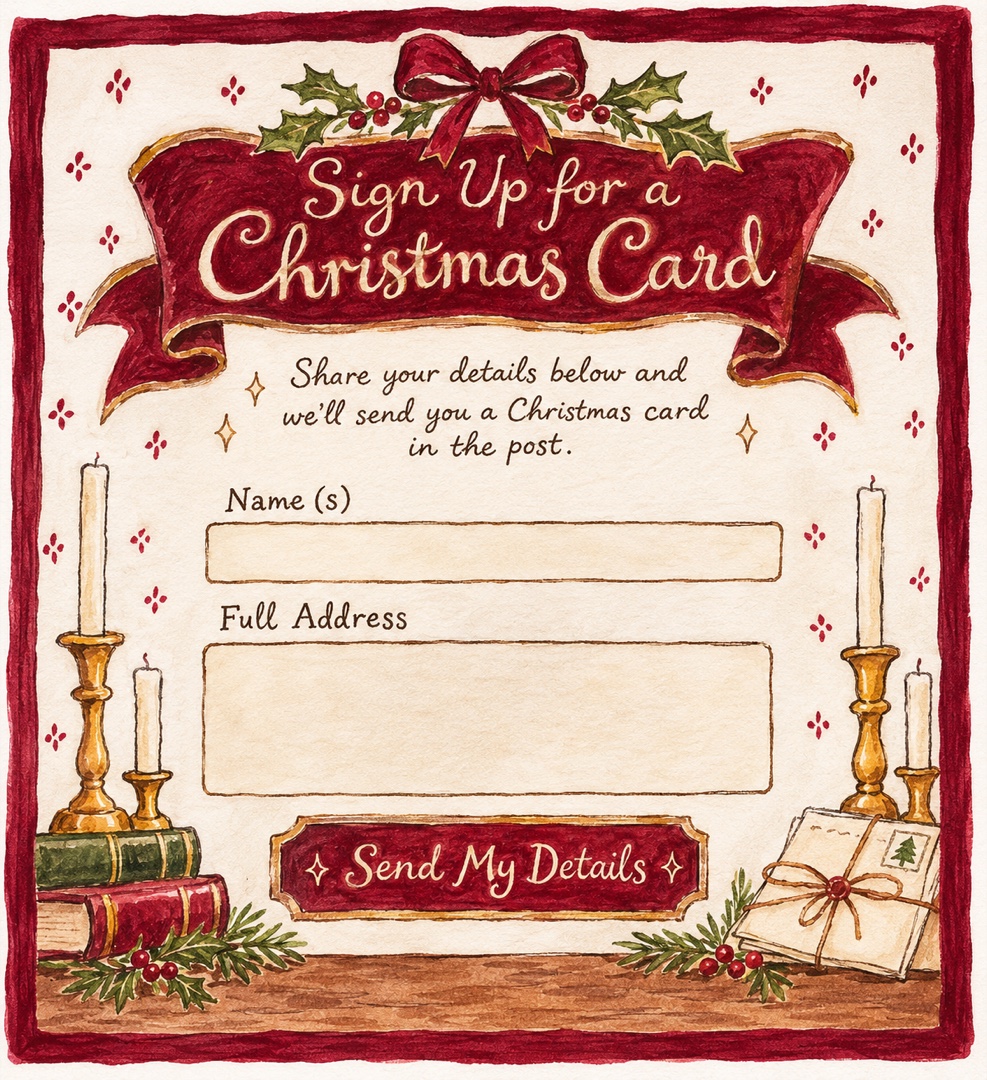 Sign Up for a
Christmas Card
Share your details below and
we'll send you a Christmas card
in the post.
Name (s)
Full Address
Send My Details